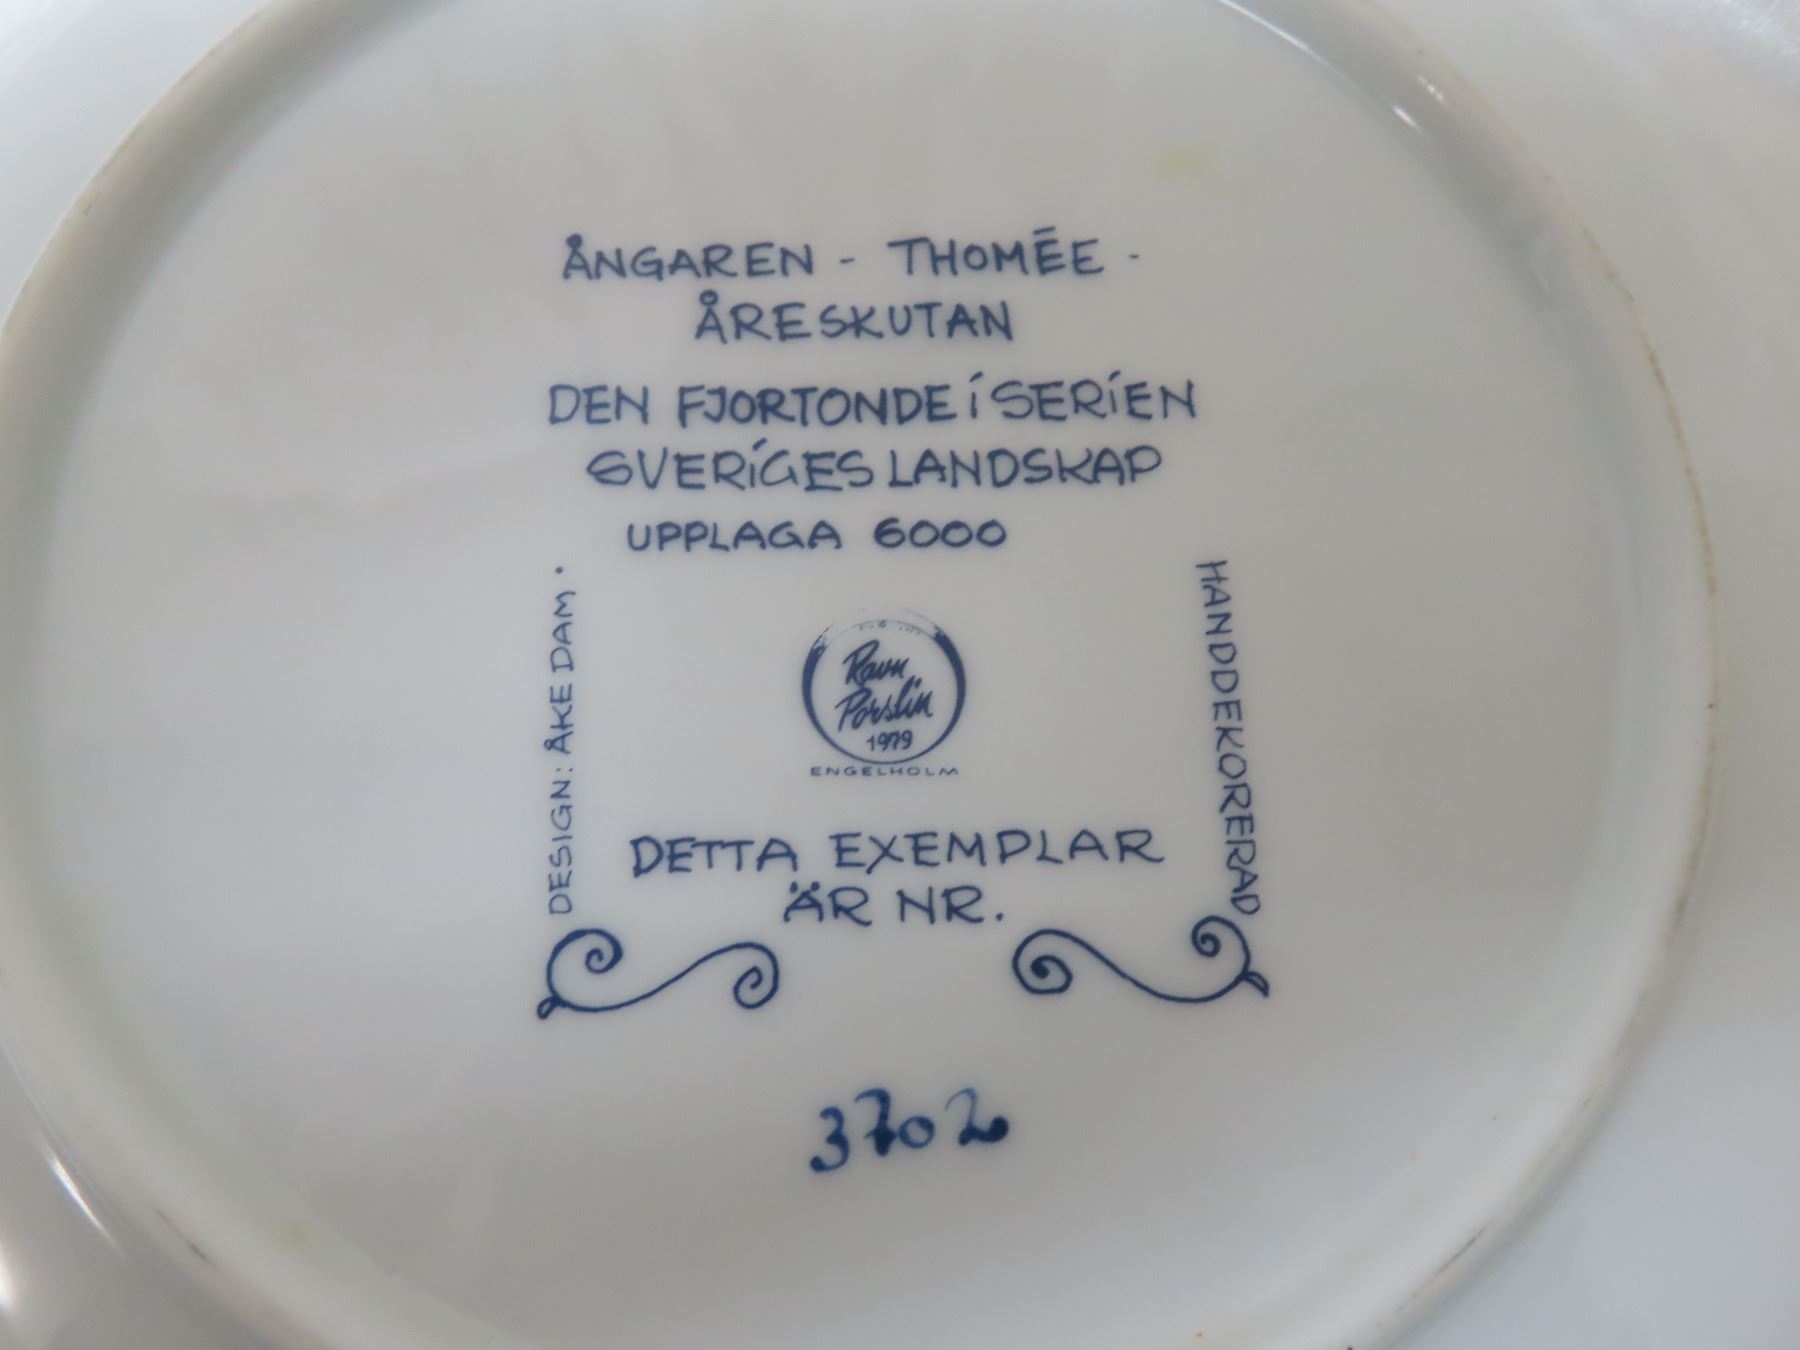 ÅNGAREN - THOMÉE -
ÅRESKUTAN
DEN FJORTONDE i SERiEN
SVERiGES LANDSKAP
UPPLAGA 6000
DESIGN: ÅKE DAM.
HANDDEKORERAD
Ravn
Porslin
1979
ENGELHOLM
DETTA EXEMPLAR
ÄR NR.
3702